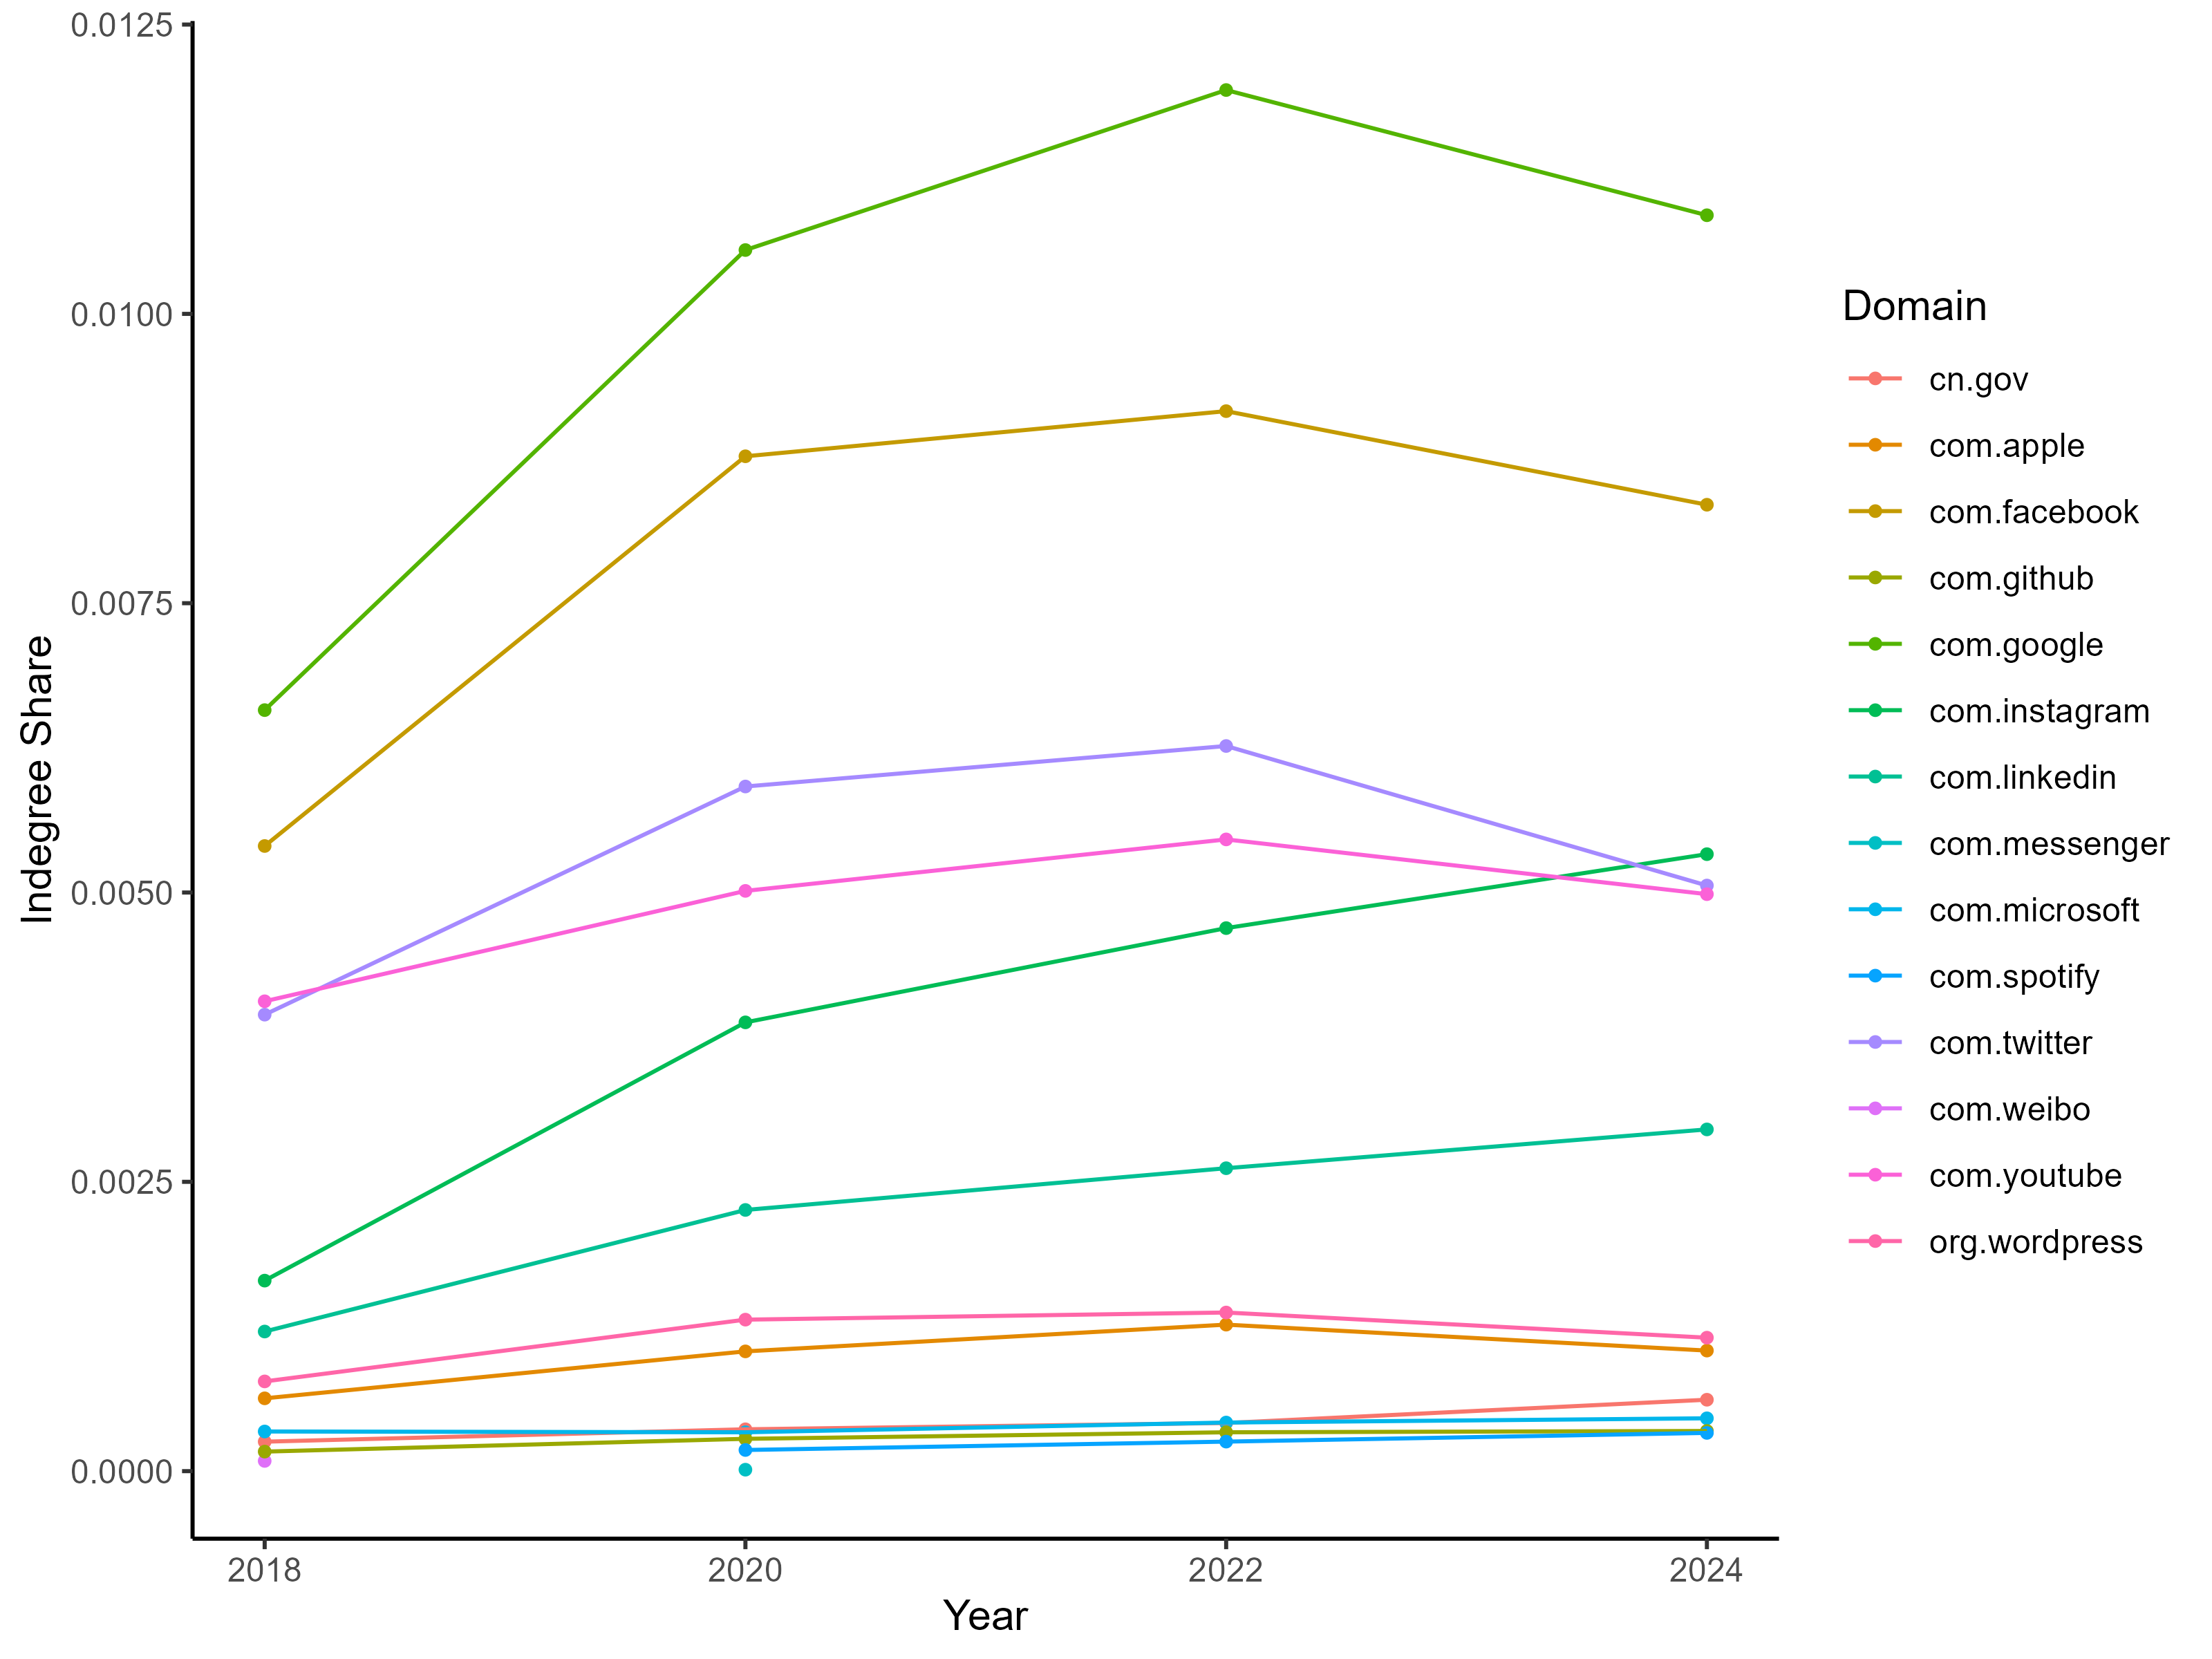 0.0125
0.0100
0.0075
0.0050
0.0025
0.0000
Indegree Share
2018 2020 2022 2024
Year
Domain
cn.gov
com.apple
com.facebook
com.github
com.google
com.instagram
com.linkedin
com.messenger
com.microsoft
com.spotify
com.twitter
com.weibo
com.youtube
org.wordpress